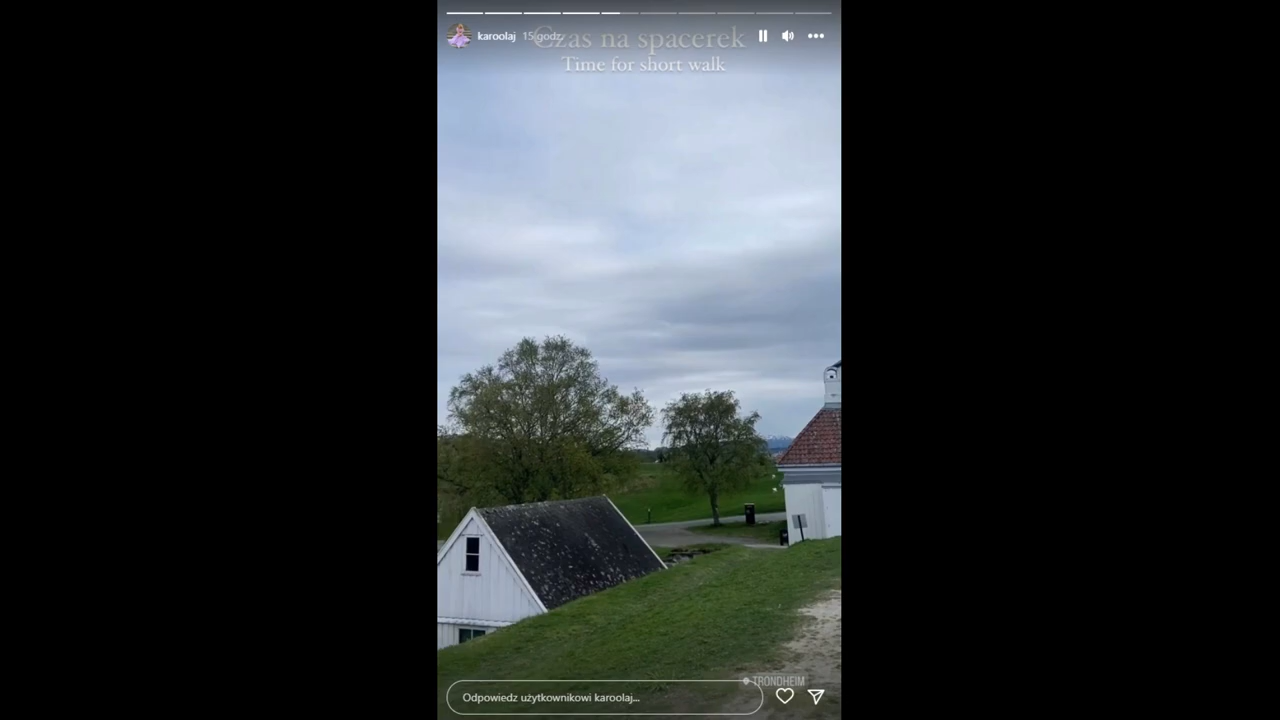 karoolaj 15 godz.
Czas na spacerek
Time for short walk
TRONDHEIM
Odpowiedz użytkownikowi karoolaj...